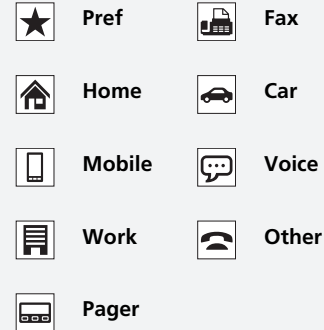 Pref
Fax
Home
Car
Mobile
Voice
Work
Other
Pager